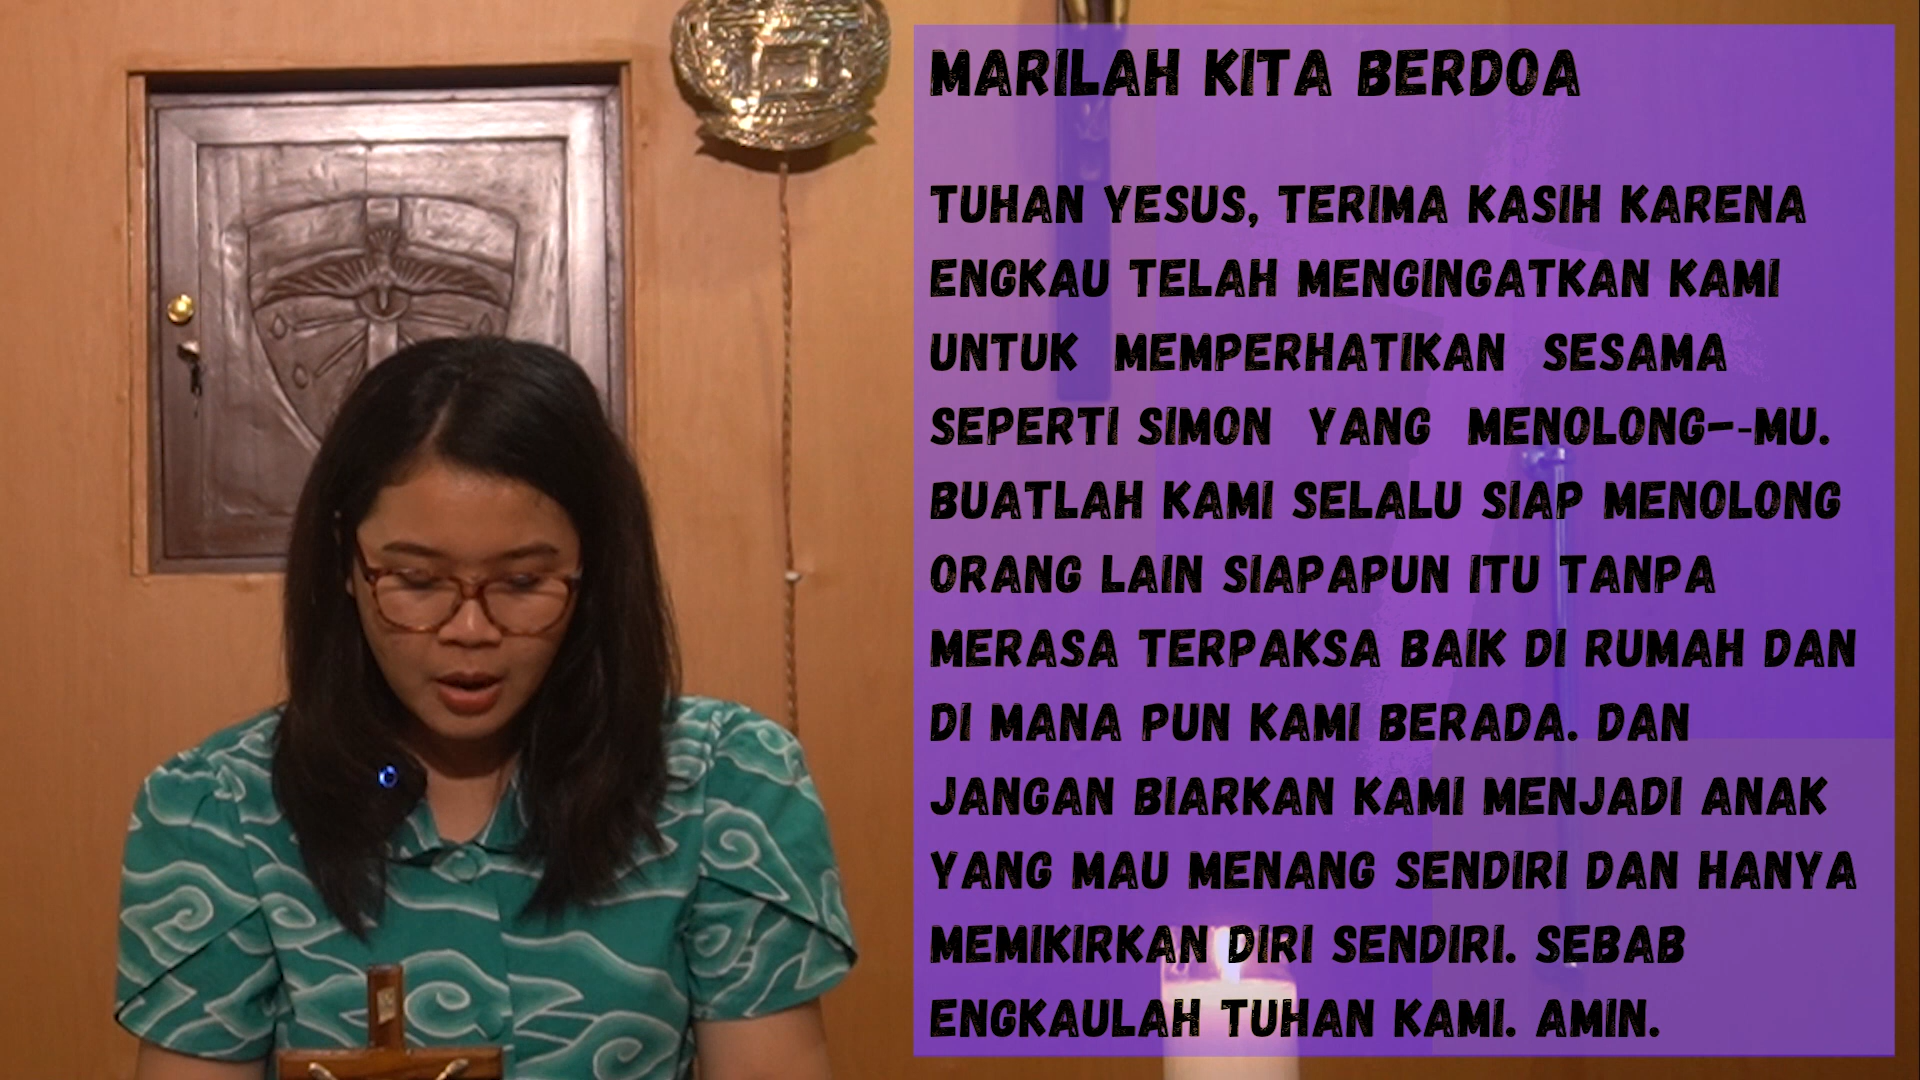 MARILAH KITA BERDOA
TUHAN YESUS, TERIMA KASIH KARENA
ENGKAU TELAH MENGINGATKAN KAMI
UNTUK MEMPERHATIKAN SESAMA
SEPERTI SIMON YANG MENOLONG--MU.
BUATLAH KAMI SELALU SIAP MENOLONG
ORANG LAIN SIAPAPUN ITU TANPA
MERASA TERPAKSA BAIK DI RUMAH DAN
DI MANA PUN KAMI BERADA. DAN
JANGAN BIARKAN KAMI MENJADI ANAK
YANG MAU MENANG SENDIRI DAN HANYA
MEMIKIRKAN DIRI SENDIRI. SEBAB
ENGKAULAH TUHAN KAMI. AMIN.